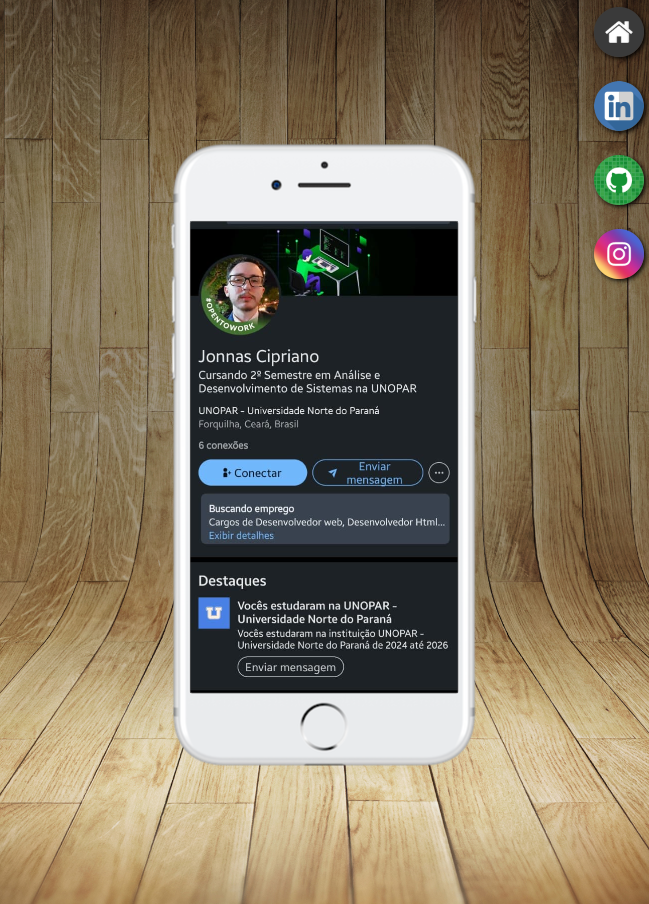 in
#OPENTOWORK
Jonnas Cipriano
Cursando 2º Semestre em Análise e
Desenvolvimento de Sistemas na UNOPAR
UNOPAR - Universidade Norte do Paraná
Forquilha, Ceará, Brasil
6 conexões
Conectar
Enviar
mensagem
Buscando emprego
Cargos de Desenvolvedor web, Desenvolvedor Html...
Exibir detalhes
Destaques
Vocês estudaram na UNOPAR -
Universidade Norte do Paraná
Vocês estudaram na instituição UNOPAR -
Universidade Norte do Paraná de 2024 até 2026
Enviar mensagem